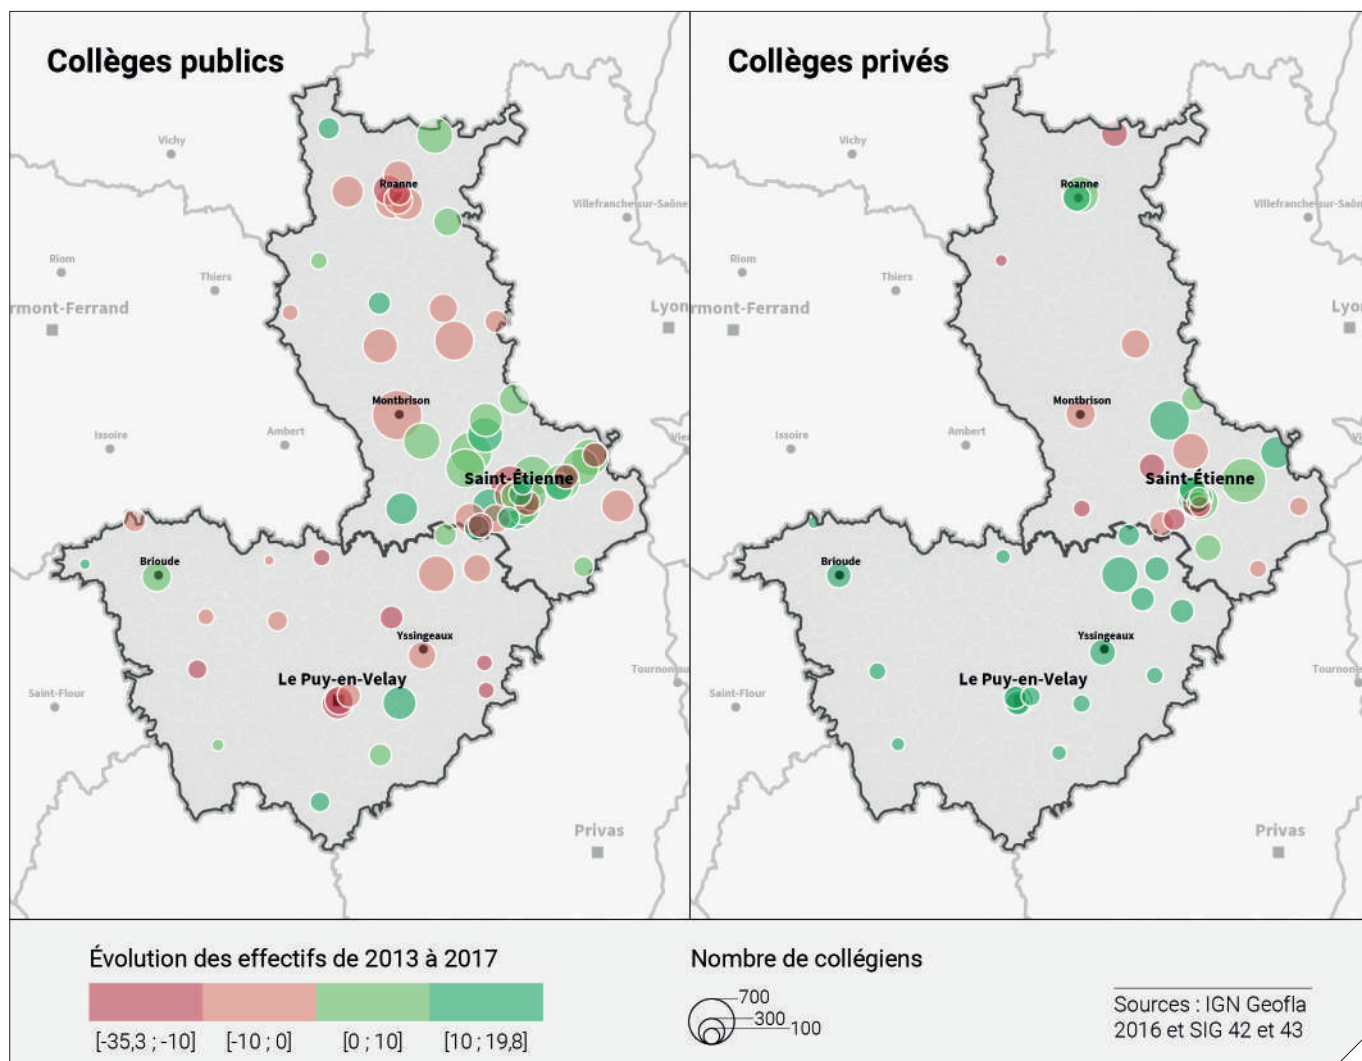 Collèges publics
Vichy
Roanne
Villefranche-sur-Saône
Riom
Thiers
rmont-Ferrand
Lyon
Montbrison
Issoire
Ambert
Saint-Étienne
Brioude
Yssingeaux
Le Puy-en-Velay
Saint-Flour
Privas
Collèges privés
Vichy
Roanne
Villefranche-sur-Saôn
Riom
Thiers
rmont-Ferrand
Lyo
Montbrison
Issoire
Ambert
Saint-Étienne
Brioude
Yssingeaux
Le Puy-en-Velay
Saint-Flour
Tournon
Privas
Évolution des effectifs de 2013 à 2017
[-35,3 ; -10] [-10 ; 0] [0 ; 10] [10 ; 19,8]
Nombre de collégiens
700
300
100
Sources : IGN Geofla
2016 et SIG 42 et 43